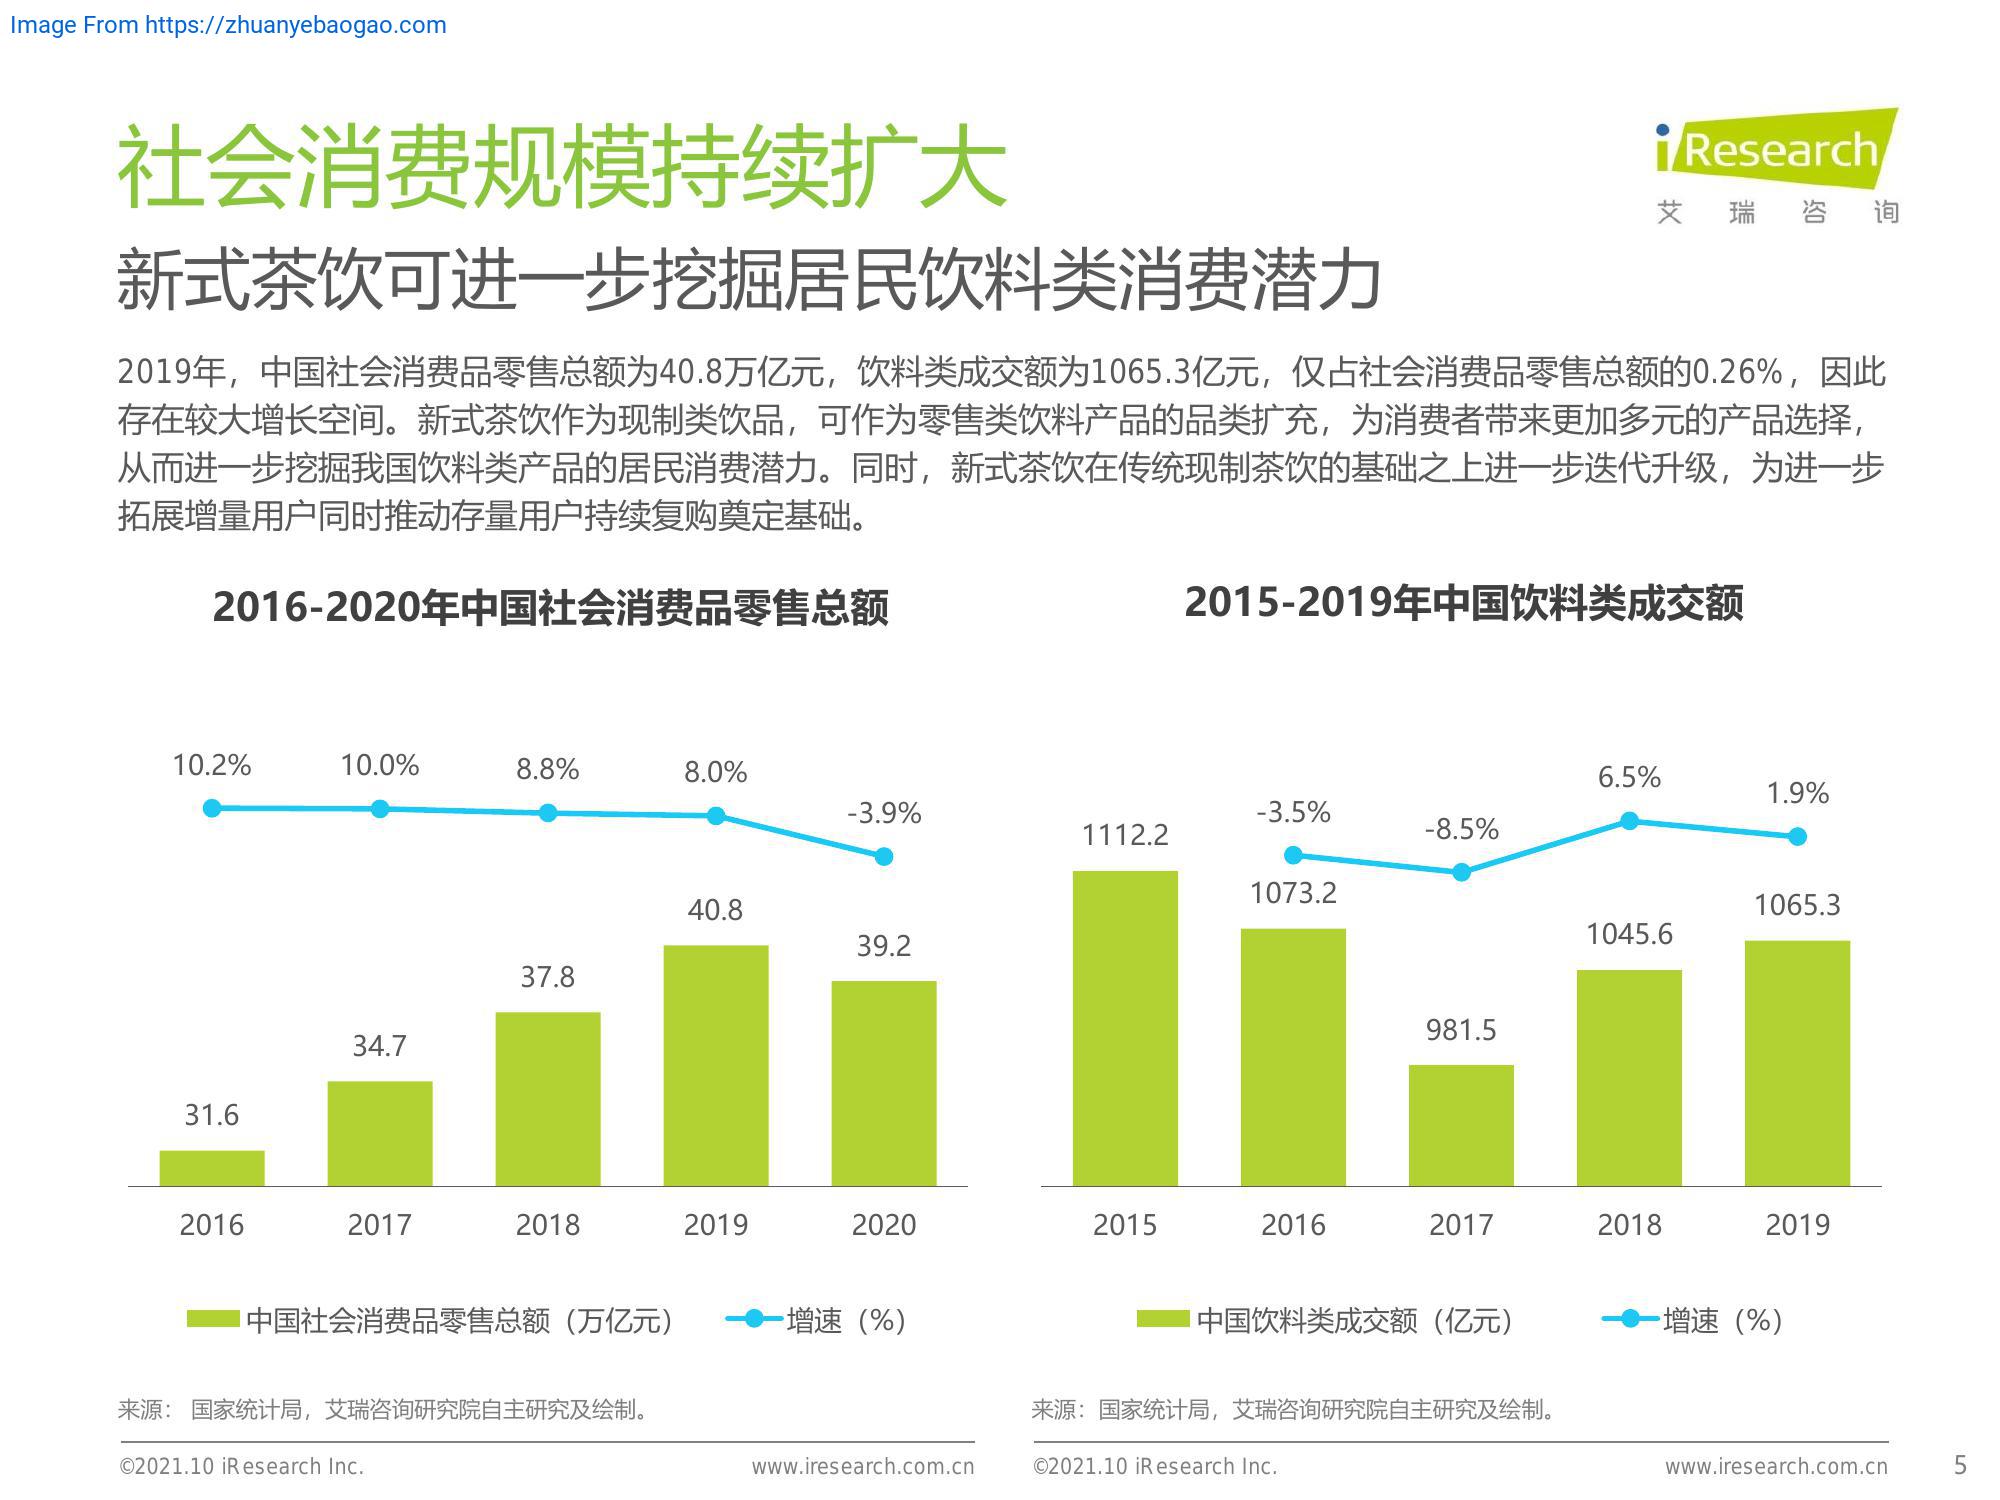 Image From https://zhuanyebaogao.com
社会消费规模持续扩大
iResearch
艾瑞咨询
新式茶饮可进一步挖掘居民饮料类消费潜力
2019年，中国社会消费品零售总额为40.8万亿元，饮料类成交额为1065.3亿元，仅占社会消费品零售总额的0.26%，因此
存在较大增长空间。新式茶饮作为现制类饮品，可作为零售类饮料产品的品类扩充，为消费者带来更加多元的产品选择，
从而进一步挖掘我国饮料类产品的居民消费潜力。同时，新式茶饮在传统现制茶饮的基础之上进一步迭代升级，为进一步
拓展增量用户同时推动存量用户持续复购奠定基础。
2016-2020年中国社会消费品零售总额
10.2% 10.0% 8.8% 8.0% -3.9%
31.6 34.7 37.8 40.8 39.2
2016 2017 2018 2019 2020
中国社会消费品零售总额（万亿元） 增速（%）
来源： 国家统计局，艾瑞咨询研究院自主研究及绘制。
©2021.10 iResearch Inc. www.iresearch.com.cn
2015-2019年中国饮料类成交额
-3.5% -8.5% 6.5% 1.9%
1112.2 1073.2 981.5 1045.6 1065.3
2015 2016 2017 2018 2019
中国饮料类成交额（亿元） 增速（%）
来源：国家统计局，艾瑞咨询研究院自主研究及绘制。
©2021.10 iResearch Inc. www.iresearch.com.cn
5